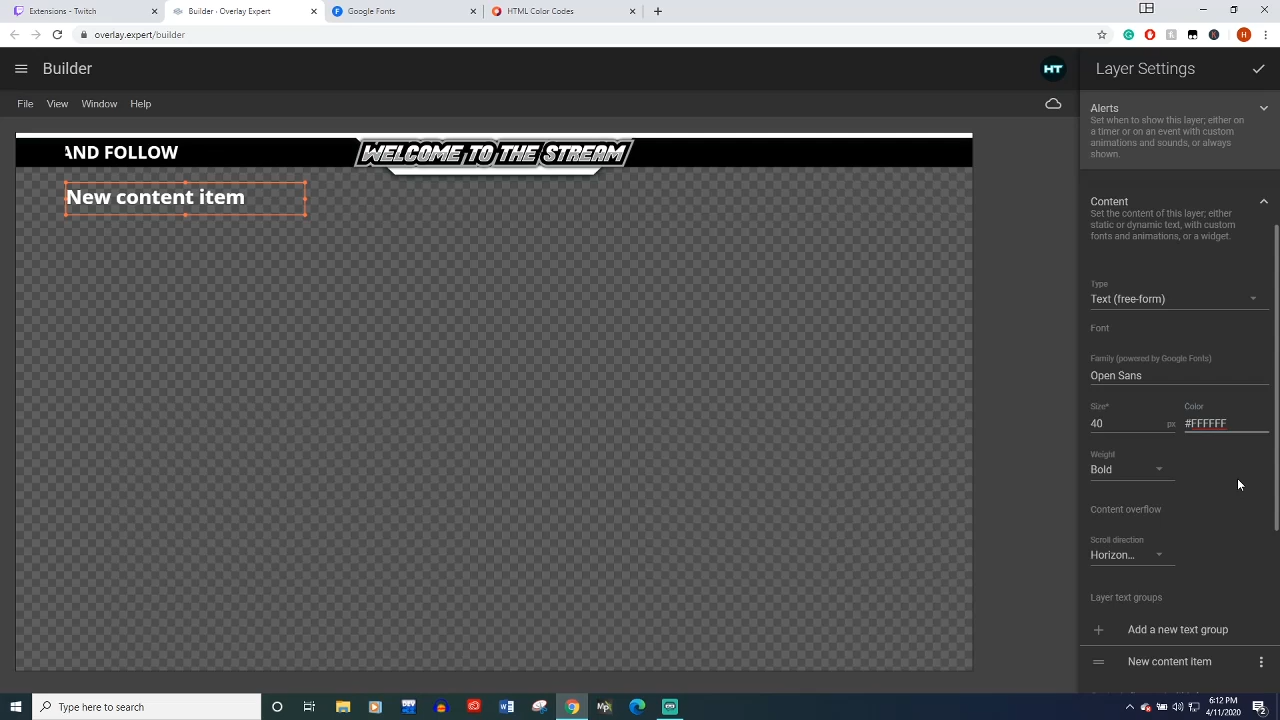 Extensions - Twitch
Builder · Overlay Expert
Google Fonts
HTML Color Codes
overlay.expert/builder
H
Builder
HT
Layer Settings
File
View
Window
Help
Alerts
Set when to show this layer; either on
a timer or on an event with custom
animations and sounds, or always
shown.
AND FOLLOW
WELCOME TO THE STREAM
New content item
Content
Set the content of this layer; either
static or dynamic text, with custom
fonts and animations, or a widget.
Type
Text (free-form)
Font
Family (powered by Google Fonts)
Open Sans
Size*
Color
40
px
#FFFFFF
Weight
Bold
Content overflow
Scroll direction
Horizon...
Layer text groups
Add a new text group
New content item
Type here to search
6:12 PM
4/11/2020